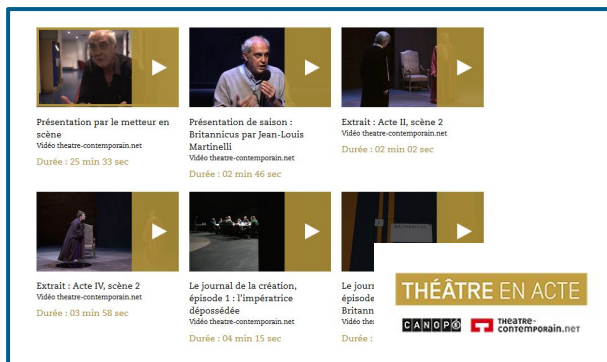 Présentation par le metteur en
scène
Vidéo theatre-contemporain.net
Durée : 25 min 33 sec
Présentation de saison :
Britannicus par Jean-Louis
Martinelli
Vidéo theatre-contemporain.net
Durée : 02 min 46 sec
Extrait : Acte II, scène 2
Vidéo theatre-contemporain.net
Durée : 02 min 02 sec
Extrait : Acte IV, scène 2
Vidéo theatre-contemporain.net
Durée : 03 min 58 sec
Le journal de la création,
épisode 1 : l'impératrice
dépossédée
Vidéo theatre-contemporain.net
Durée : 04 min 15 sec
Le
épisode
Durée :
THÉÂTRE EN ACTE
CANOPÉ
THEATRE-
CONTEMPORAIN.NET